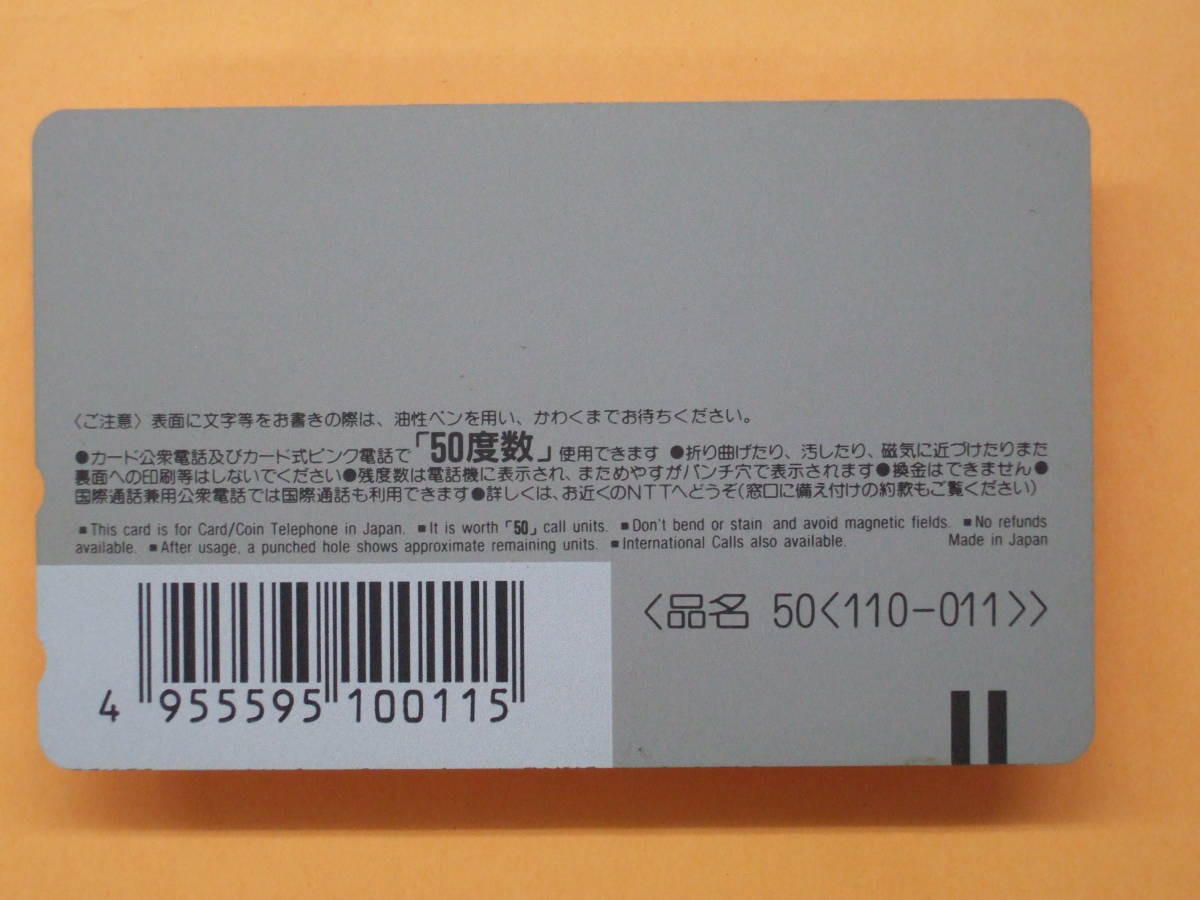 〈ご注意〉表面に文字等をお書きの際は、油性ペンを用い、かわくまでお待ちください。
●カード公衆電話及びカード式ピンク電話で「50度数」使用できます ●折り曲げたり、汚したり、磁気に近づけたりまた
裏面への印刷等はしないでください●残度数は電話機に表示され、まためやすがパンチ穴で表示されます●換金はできません●
国際通話兼用公衆電話では国際通話も利用できます●詳しくは、お近くのNTTへどうぞ(窓口に備え付けの約款もご覧ください)
■This card is for Card/Coin Telephone in Japan. ■It is worth「50」call units. ■Don't bend or stain and avoid magnetic fields. ■No refunds
available. ■After usage, a punched hole shows approximate remaining units. ■International Calls also available. Made in Japan
〈品名 50〈110-011〉〉
4 955595 100115